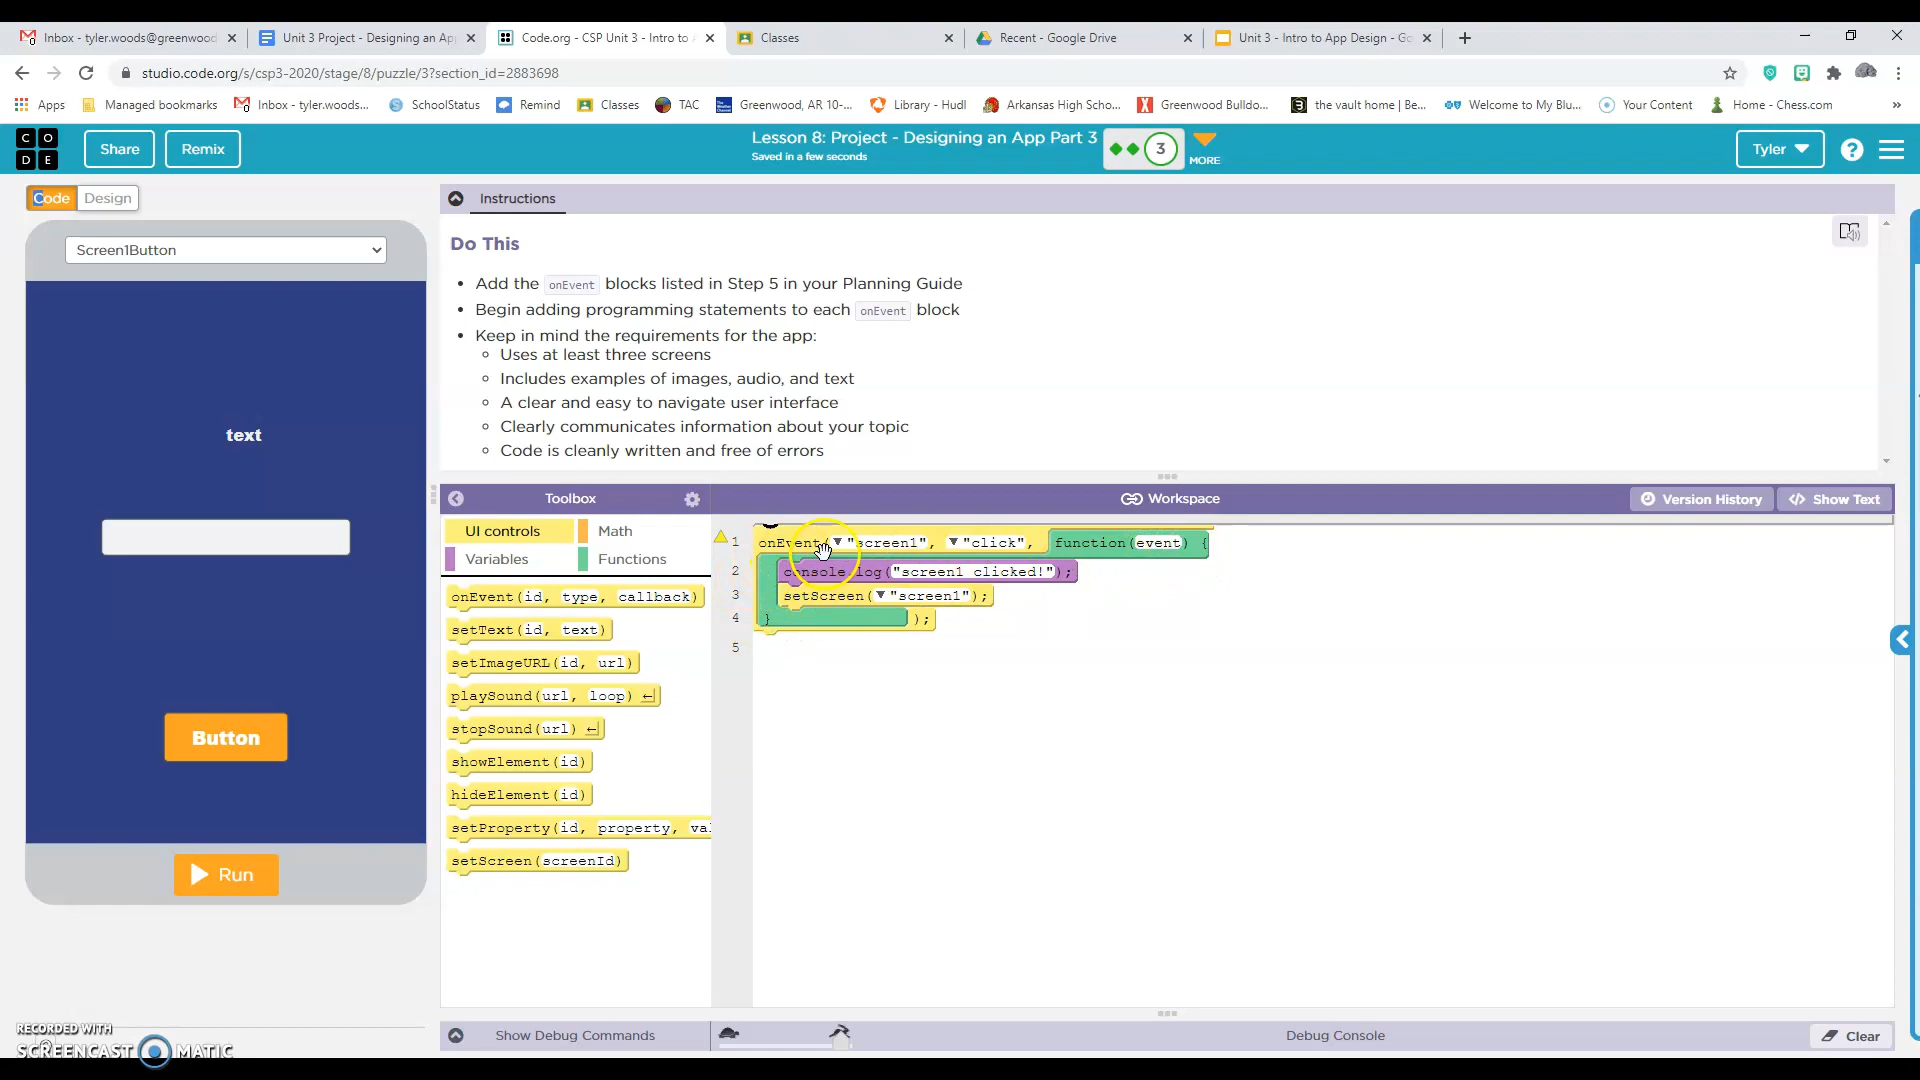 Inbox - tyler.woods@greenwood
Unit 3 Project - Designing an App
Code.org - CSP Unit 3 - Intro to
Classes
Recent - Google Drive
Unit 3 - Intro to App Design - Go
studio.code.org/s/csp3-2020/stage/8/puzzle/3?section_id=2883698
Apps
Managed bookmarks
Inbox - tyler.woods...
SchoolStatus
Remind
Classes
TAC
Greenwood, AR 10-...
Library - Hudl
Arkansas High Scho...
Greenwood Bulldo...
the vault home | Be...
Welcome to My Blu...
Your Content
Home - Chess.com
»
C O
D E
Share
Remix
Lesson 8: Project - Designing an App Part 3
Saved in a few seconds
3
MORE
Tyler
?
Code
Design
Instructions
Screen1Button
Do This
• Add the onEvent blocks listed in Step 5 in your Planning Guide
• Begin adding programming statements to each onEvent block
• Keep in mind the requirements for the app:
Uses at least three screens
Includes examples of images, audio, and text
A clear and easy to navigate user interface
Clearly communicates information about your topic
Code is cleanly written and free of errors
text
Button
Run
Toolbox
Workspace
Version History
</> Show Text
UI controls
Math
Variables
Functions
onEvent(id, type, callback)
setText(id, text)
setImageURL(id, url)
playSound(url, loop)
stopSound(url)
showElement(id)
hideElement(id)
setProperty(id, property, val
setScreen(screenId)
1 onEvent( "screen1", "click", function(event) {
2 console.log("screen1 clicked!");
3 setScreen( "screen1");
4 } );
5
Show Debug Commands
Debug Console
Clear
RECORDED WITH
SCREENCAST MATIC